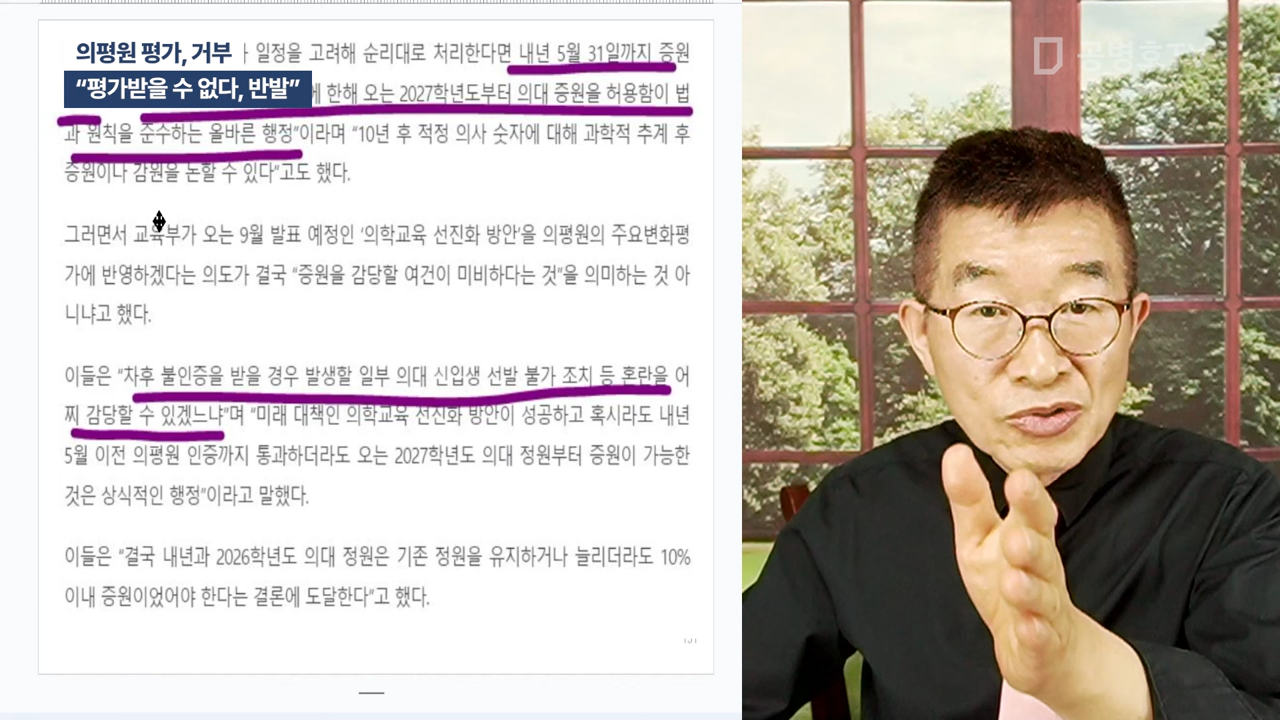 의평원 평가, 거부
“평가받을 수 없다, 반발”
일정을 고려해 순리대로 처리한다면 내년 5월 31일까지 증원
에 한해 오는 2027학년도부터 의대 증원을 허용함이 법
과 원칙을 준수하는 올바른 행정”이라며 “10년 후 적정 의사 숫자에 대해 과학적 추계 후
증원이나 감원을 논할 수 있다”고도 했다.
그러면서 교육부가 오는 9월 발표 예정인 ‘의학교육 선진화 방안’을 의평원의 주요변화평
가에 반영하겠다는 의도가 결국 “증원을 감당할 여건이 미비하다는 것”을 의미하는 것 아
니냐고 했다.
이들은 “차후 불인증을 받을 경우 발생할 일부 의대 신입생 선발 불가 조치 등 혼란을 어
찌 감당할 수 있겠느냐”며 “미래 대책인 의학교육 선진화 방안이 성공하고 혹시라도 내년
5월 이전 의평원 인증까지 통과하더라도 오는 2027학년도 의대 정원부터 증원이 가능한
것은 상식적인 행정”이라고 말했다.
이들은 “결국 내년과 2026학년도 의대 정원은 기존 정원을 유지하거나 늘리더라도 10%
이내 증원이었어야 한다는 결론에 도달한다”고 했다.
공병호TV